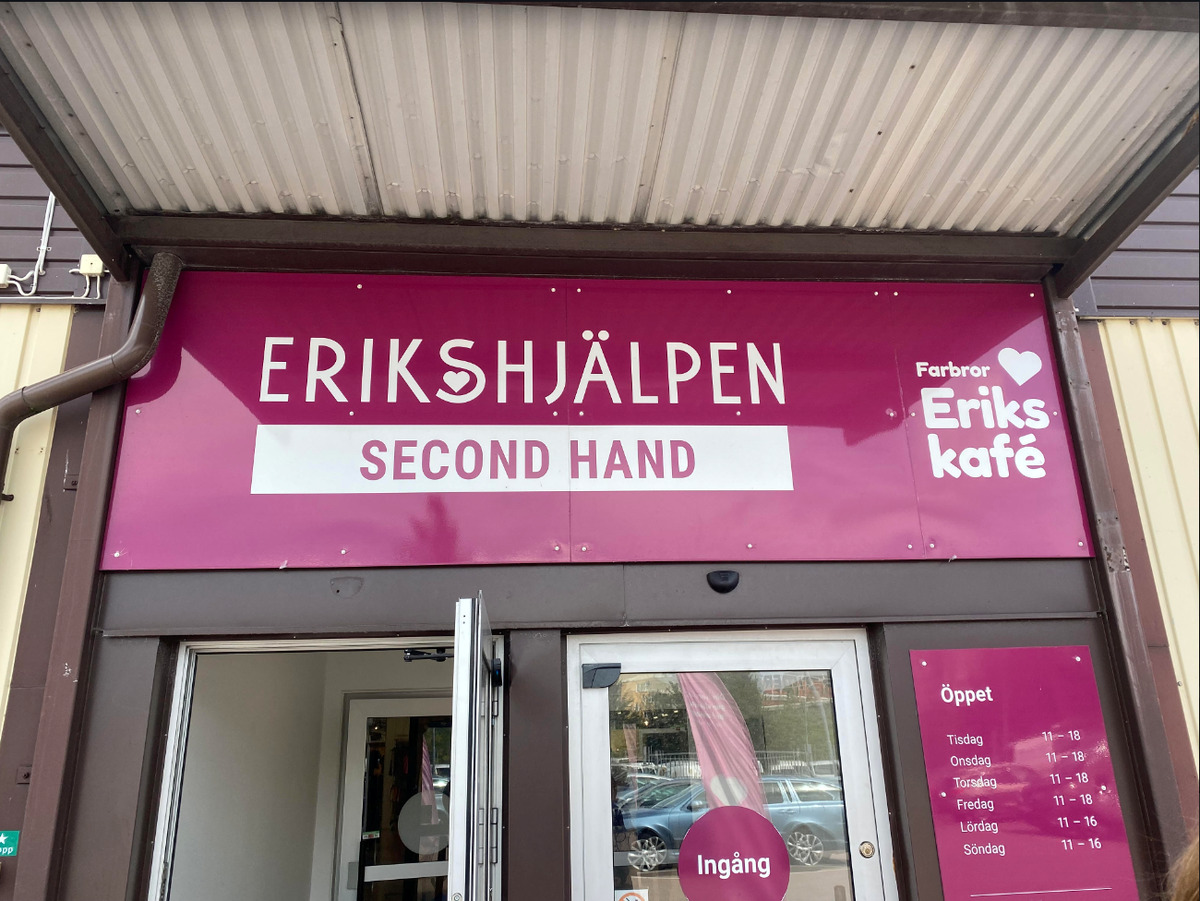 ERIKSHJÄLPEN
SECOND HAND
Farbror
Eriks
kafé
Öppet
Tisdag 11 – 18
Onsdag 11 – 18
Torsdag 11 – 18
Fredag 11 – 18
Lördag 11 – 16
Söndag 11 – 16
Ingång